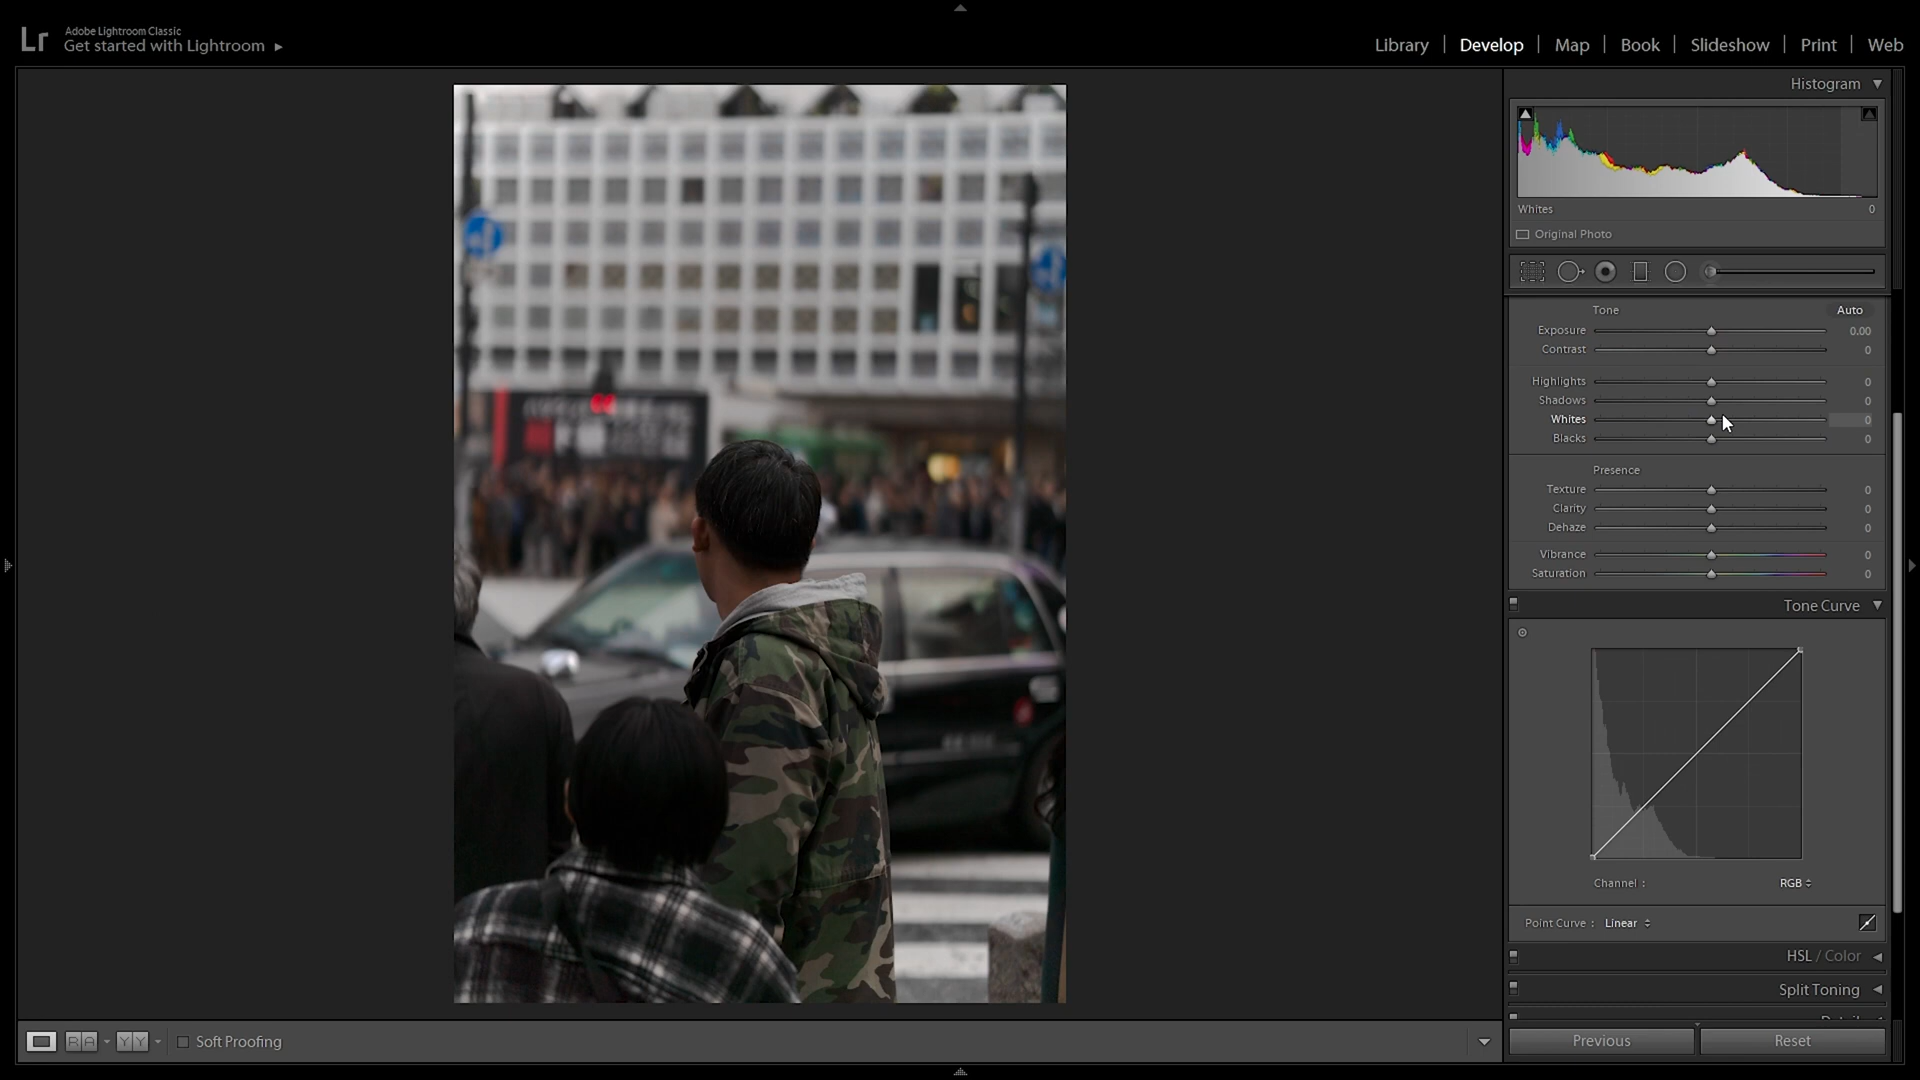 Lr
Adobe Lightroom Classic
Get started with Lightroom ▶
Library | Develop | Map | Book | Slideshow | Print | Web
Histogram
Whites 0
Original Photo
Tone Auto
Exposure 0.00
Contrast 0
Highlights 0
Shadows 0
Whites 0
Blacks 0
Presence
Texture 0
Clarity 0
Dehaze 0
Vibrance 0
Saturation 0
Tone Curve
Channel : RGB
Point Curve : Linear
HSL / Color
Split Toning
R A Y Y Soft Proofing
Previous Reset